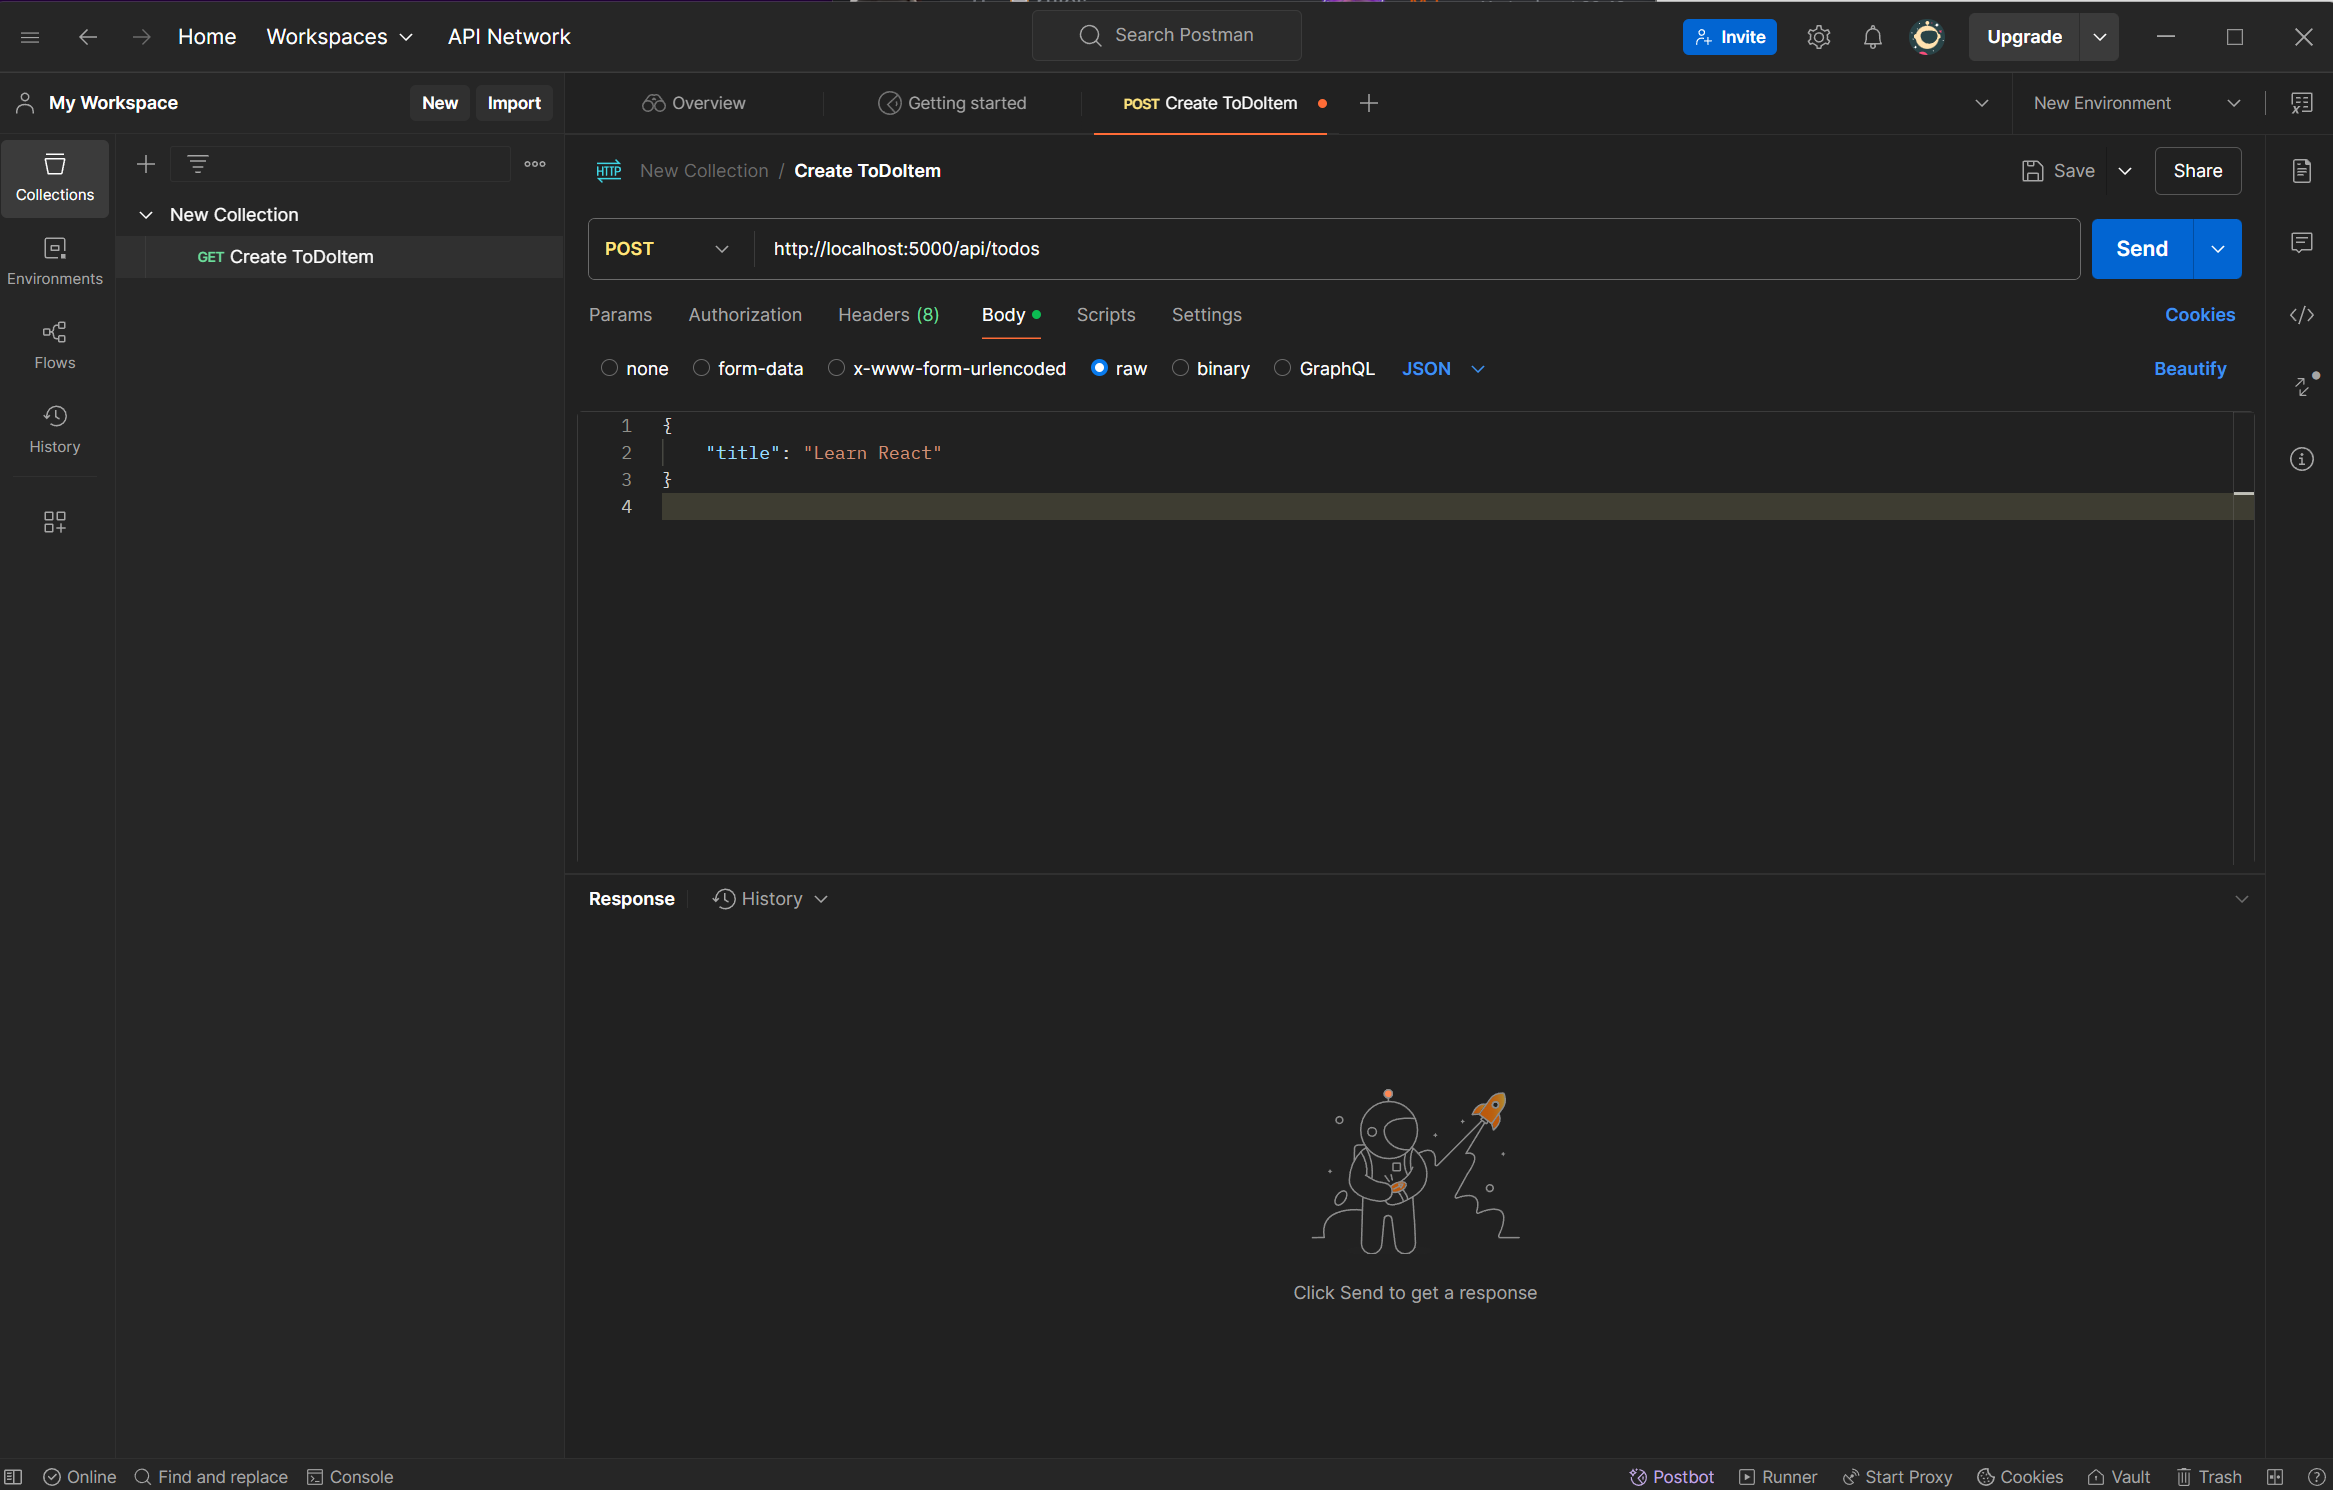 Home Workspaces API Network Search Postman Invite Upgrade
My Workspace New Import Overview Getting started POST Create ToDoItem New Environment
Collections
Environments
Flows
History
New Collection
GET Create ToDoItem
HTTP New Collection / Create ToDoItem Save Share
POST http://localhost:5000/api/todos Send
Params Authorization Headers (8) Body Scripts Settings Cookies
none form-data x-www-form-urlencoded raw binary GraphQL JSON Beautify
1 {
2 "title": "Learn React"
3 }
4
Response History
Click Send to get a response
Online Find and replace Console Postbot Runner Start Proxy Cookies Vault Trash